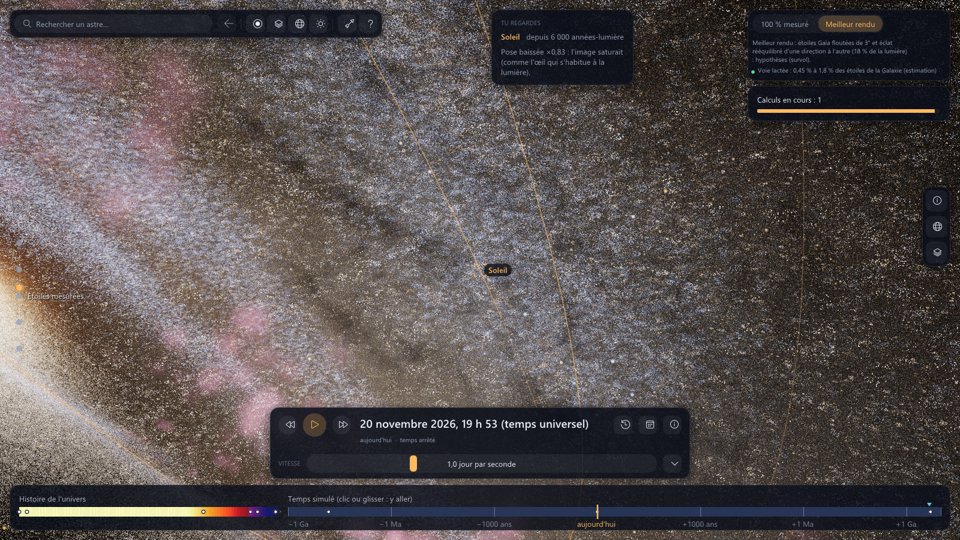 Rechercher un astre...
?
TU REGARDES
Soleil depuis 6 000 années-lumière
Pose baissée ×0,83 : l'image saturait
(comme l'œil qui s'habitue à la
lumière).
100 % mesuré
Meilleur rendu
Meilleur rendu : étoiles Gaia floutées de 3° et éclat
rééquilibré d'une direction à l'autre (18 % de la lumière)
: hypothèses (survol).
Voie lactée : 0,45 % à 1,8 % des étoiles de la Galaxie (estimation)
Calculs en cours : 1
Soleil
Étoiles mesurées
20 novembre 2026, 19 h 53 (temps universel)
aujourd'hui · temps arrêté
VITESSE
1,0 jour par seconde
Histoire de l'univers
Temps simulé (clic ou glisser : y aller)
−1 Ga
−1 Ma
−1000 ans
aujourd'hui
+1000 ans
+1 Ma
+1 Ga